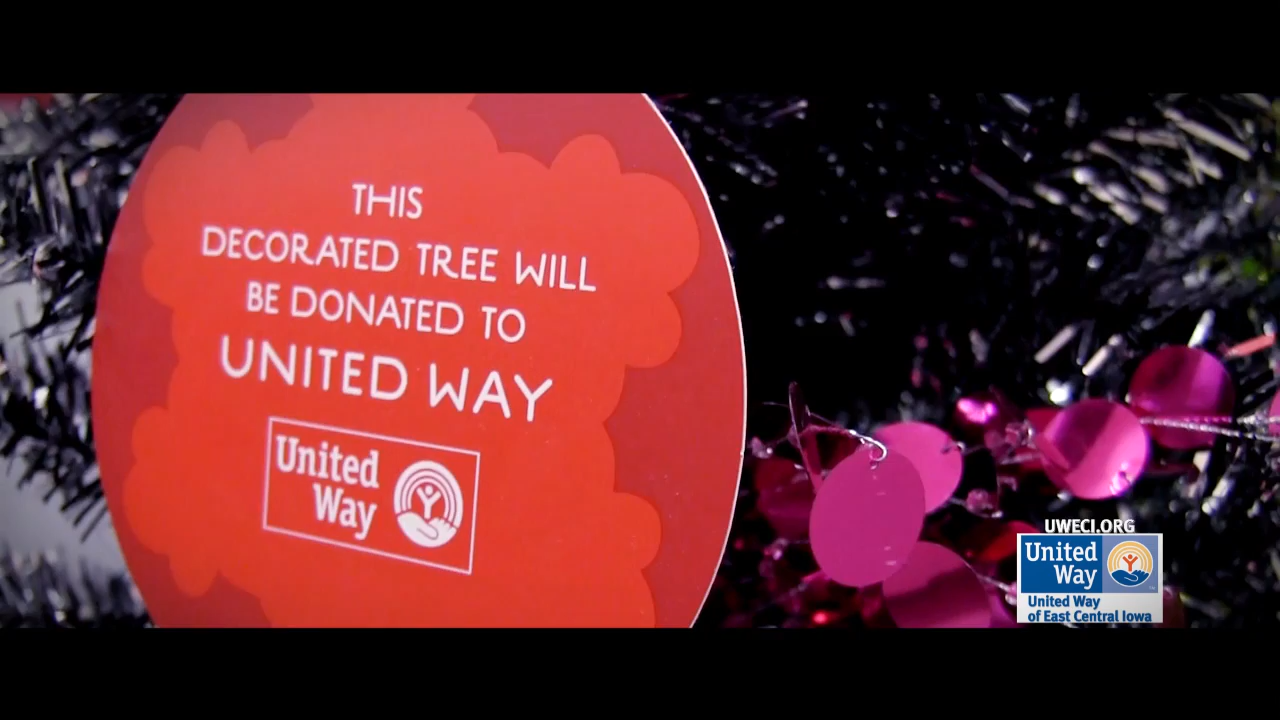 THIS
DECORATED TREE WILL
BE DONATED TO
UNITED WAY
United
Way
UWECI.ORG
United
Way
United Way
of East Central Iowa